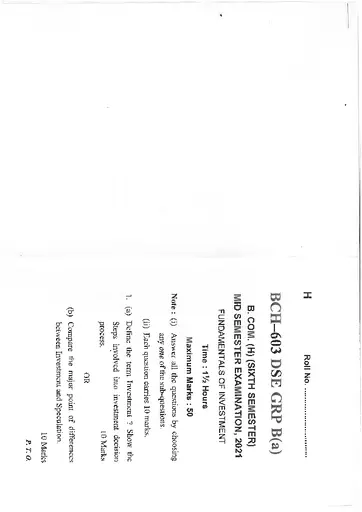 H
Roll No. ..............................
BCH–603 DSE GRP B(a)
B. COM. (H) (SIXTH SEMESTER)
MID SEMESTER EXAMINATION, 2021
FUNDAMENTALS OF INVESTMENT
Time : 1½ Hours
Maximum Marks : 50
Note : (i) Answer all the questions by choosing
any one of the sub-questions
(ii) Each question carries 10 marks.
1. (a) Define the term Investment ? Show the
Steps involved into investment decision
process. 10 Marks
OR
(b) Compare the major point of differences
between Investment and Speculation.
10 Marks
P. T. O.